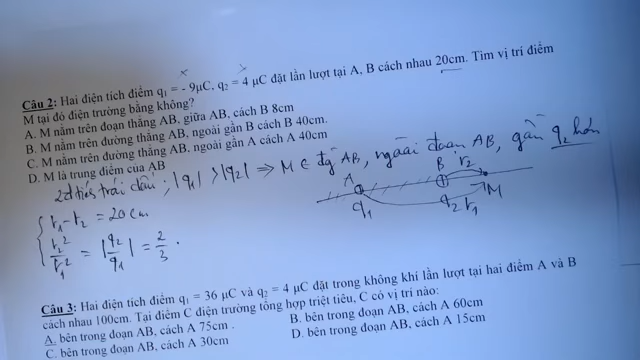 Câu 2: Hai điện tích điểm q₁ = - 9μC, q₂ = 4 μC đặt lần lượt tại A, B cách nhau 20cm. Tìm vị trí điểm
M tại đó điện trường bằng không?
A. M nằm trên đoạn thẳng AB, giữa AB, cách B 8cm
B. M nằm trên đường thẳng AB, ngoài gần B cách B 40cm.
C. M nằm trên đường thẳng AB, ngoài gần A cách A 40cm
D. M là trung điểm của AB
2 đ tích trái dấu ; |q₁| > |q₂| ⇒ M ∈ đg AB, ngoài đoạn AB, gần q₂ hơn
A B r₂ M
q₁ q₂ r₁
r₁ - r₂ = 20 cm
r₂²/r₁² = |q₂/q₁| = 2/3 .
Câu 3: Hai điện tích điểm q₁ = 36 μC và q₂ = 4 μC đặt trong không khí lần lượt tại hai điểm A và B
cách nhau 100cm. Tại điểm C điện trường tổng hợp triệt tiêu, C có vị trí nào:
A. bên trong đoạn AB, cách A 75cm . B. bên trong đoạn AB, cách A 60cm
C. bên trong đoạn AB, cách A 30cm D. bên trong đoạn AB, cách A 15cm